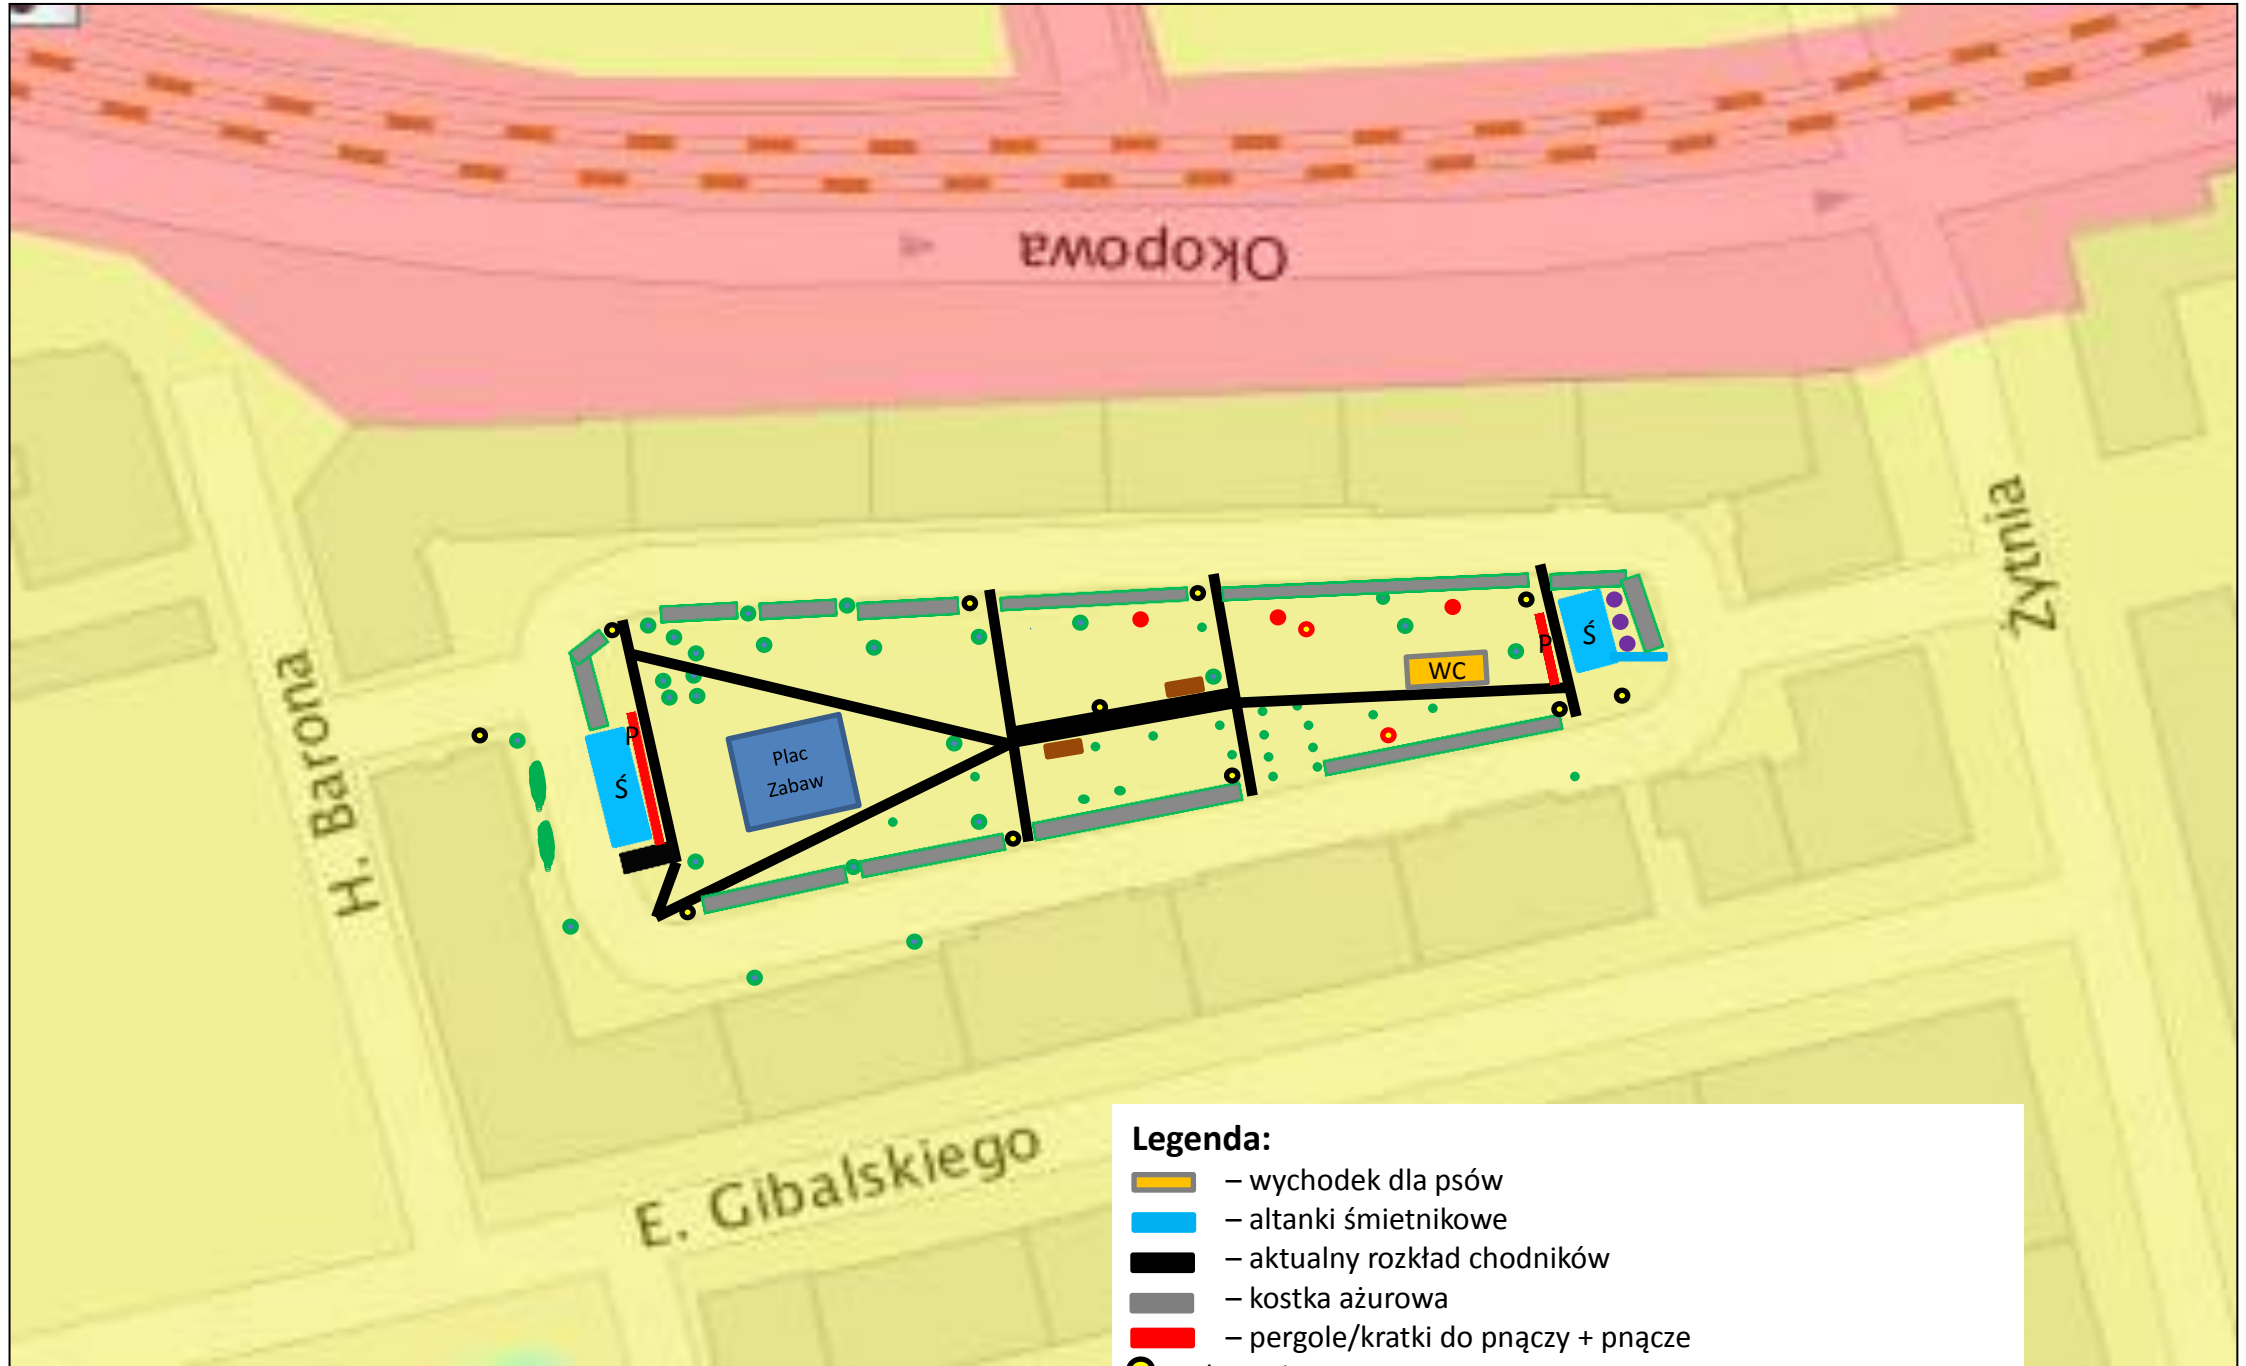 Okopowa
Żytnia
H. Barona
P
Ś
WC
P
Ś
Plac
Zabaw
E. Gibalskiego
Legenda:
– wychodek dla psów
– altanki śmietnikowe
– aktualny rozkład chodników
– kostka ażurowa
– pergole/kratki do pnączy + pnącze